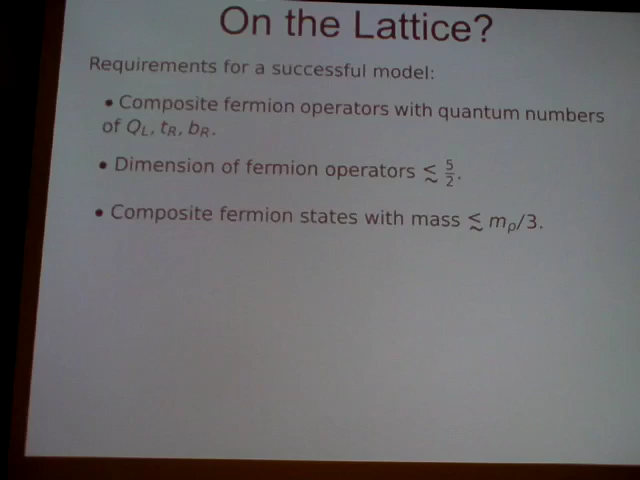 On the Lattice?
Requirements for a successful model:
• Composite fermion operators with quantum numbers
of Q_L, t_R, b_R.
• Dimension of fermion operators ≲ 5/2.
• Composite fermion states with mass ≲ m_ρ/3.